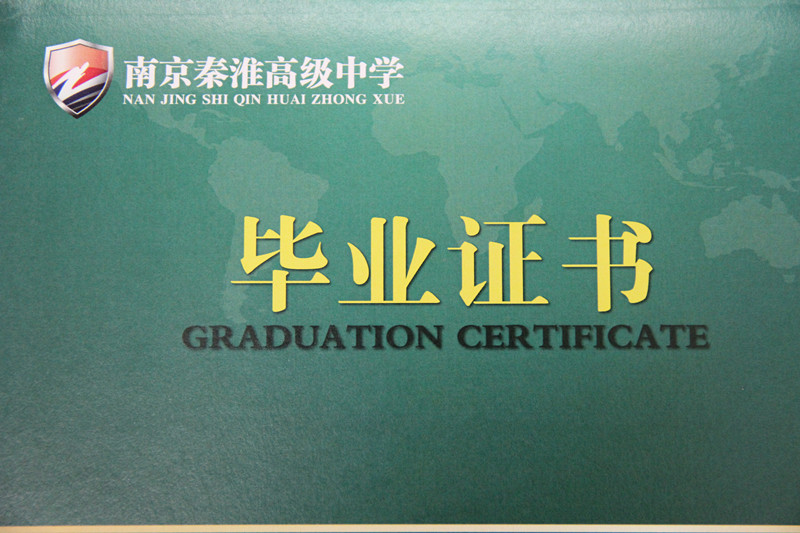 南京秦淮高级中学
NAN JING SHI QIN HUAI ZHONG XUE
毕业证书
GRADUATION CERTIFICATE